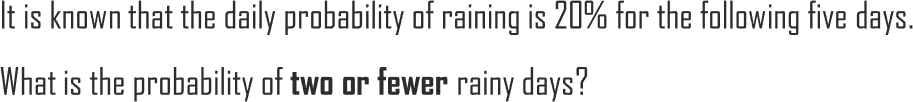 It is known that the daily probability of raining is 20% for the following five days.
What is the probability of two or fewer rainy days?